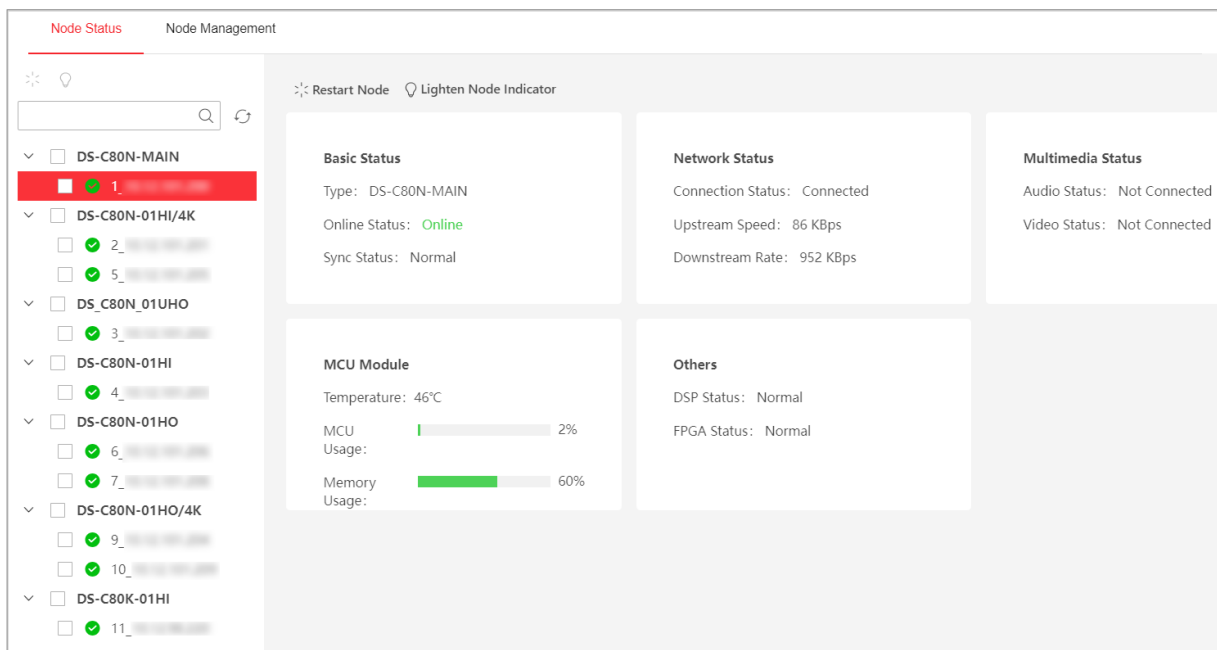 Node Status Node Management
Restart Node Lighten Node Indicator
DS-C80N-MAIN
1_
DS-C80N-01HI/4K
2_
5_
DS_C80N_01UHO
3_
DS-C80N-01HI
4_
DS-C80N-01HO
6_
7_
DS-C80N-01HO/4K
9_
10_
DS-C80K-01HI
11_
Basic Status
Type: DS-C80N-MAIN
Online Status: Online
Sync Status: Normal
Network Status
Connection Status: Connected
Upstream Speed: 86 KBps
Downstream Rate: 952 KBps
Multimedia Status
Audio Status: Not Connected
Video Status: Not Connected
MCU Module
Temperature: 46°C
MCU 2%
Usage:
Memory 60%
Usage:
Others
DSP Status: Normal
FPGA Status: Normal